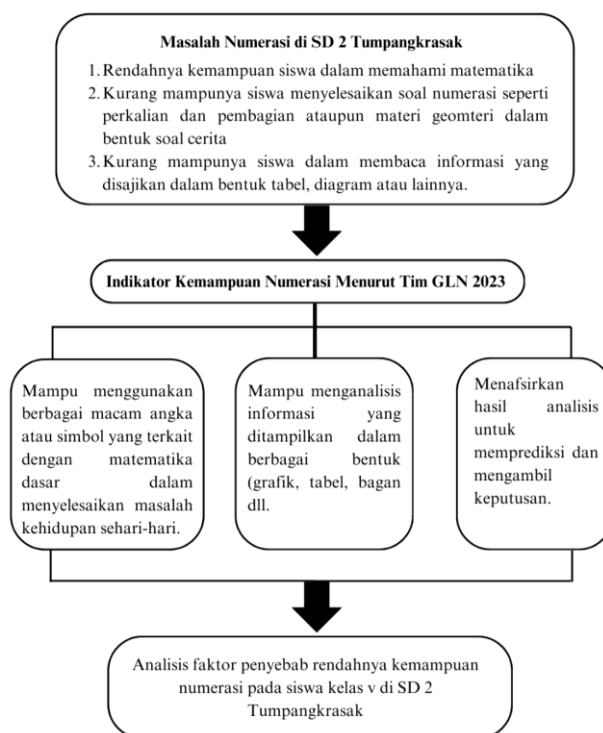 Masalah Numerasi di SD 2 Tumpangkrasak
1. Rendahnya kemampuan siswa dalam memahami matematika
2. Kurang mampunya siswa menyelesaikan soal numerasi seperti
perkalian dan pembagian ataupun materi geomteri dalam
bentuk soal cerita
3. Kurang mampunya siswa dalam membaca informasi yang
disajikan dalam bentuk tabel, diagram atau lainnya.
Indikator Kemampuan Numerasi Menurut Tim GLN 2023
Mampu menggunakan
berbagai macam angka
atau simbol yang terkait
dengan matematika
dasar dalam
menyelesaikan masalah
kehidupan sehari-hari.
Mampu menganalisis
informasi yang
ditampilkan dalam
berbagai bentuk
(grafik, tabel, bagan
dll.
Menafsirkan
hasil analisis
untuk
memprediksi dan
mengambil
keputusan.
Analisis faktor penyebab rendahnya kemampuan
numerasi pada siswa kelas v di SD 2
Tumpangkrasak